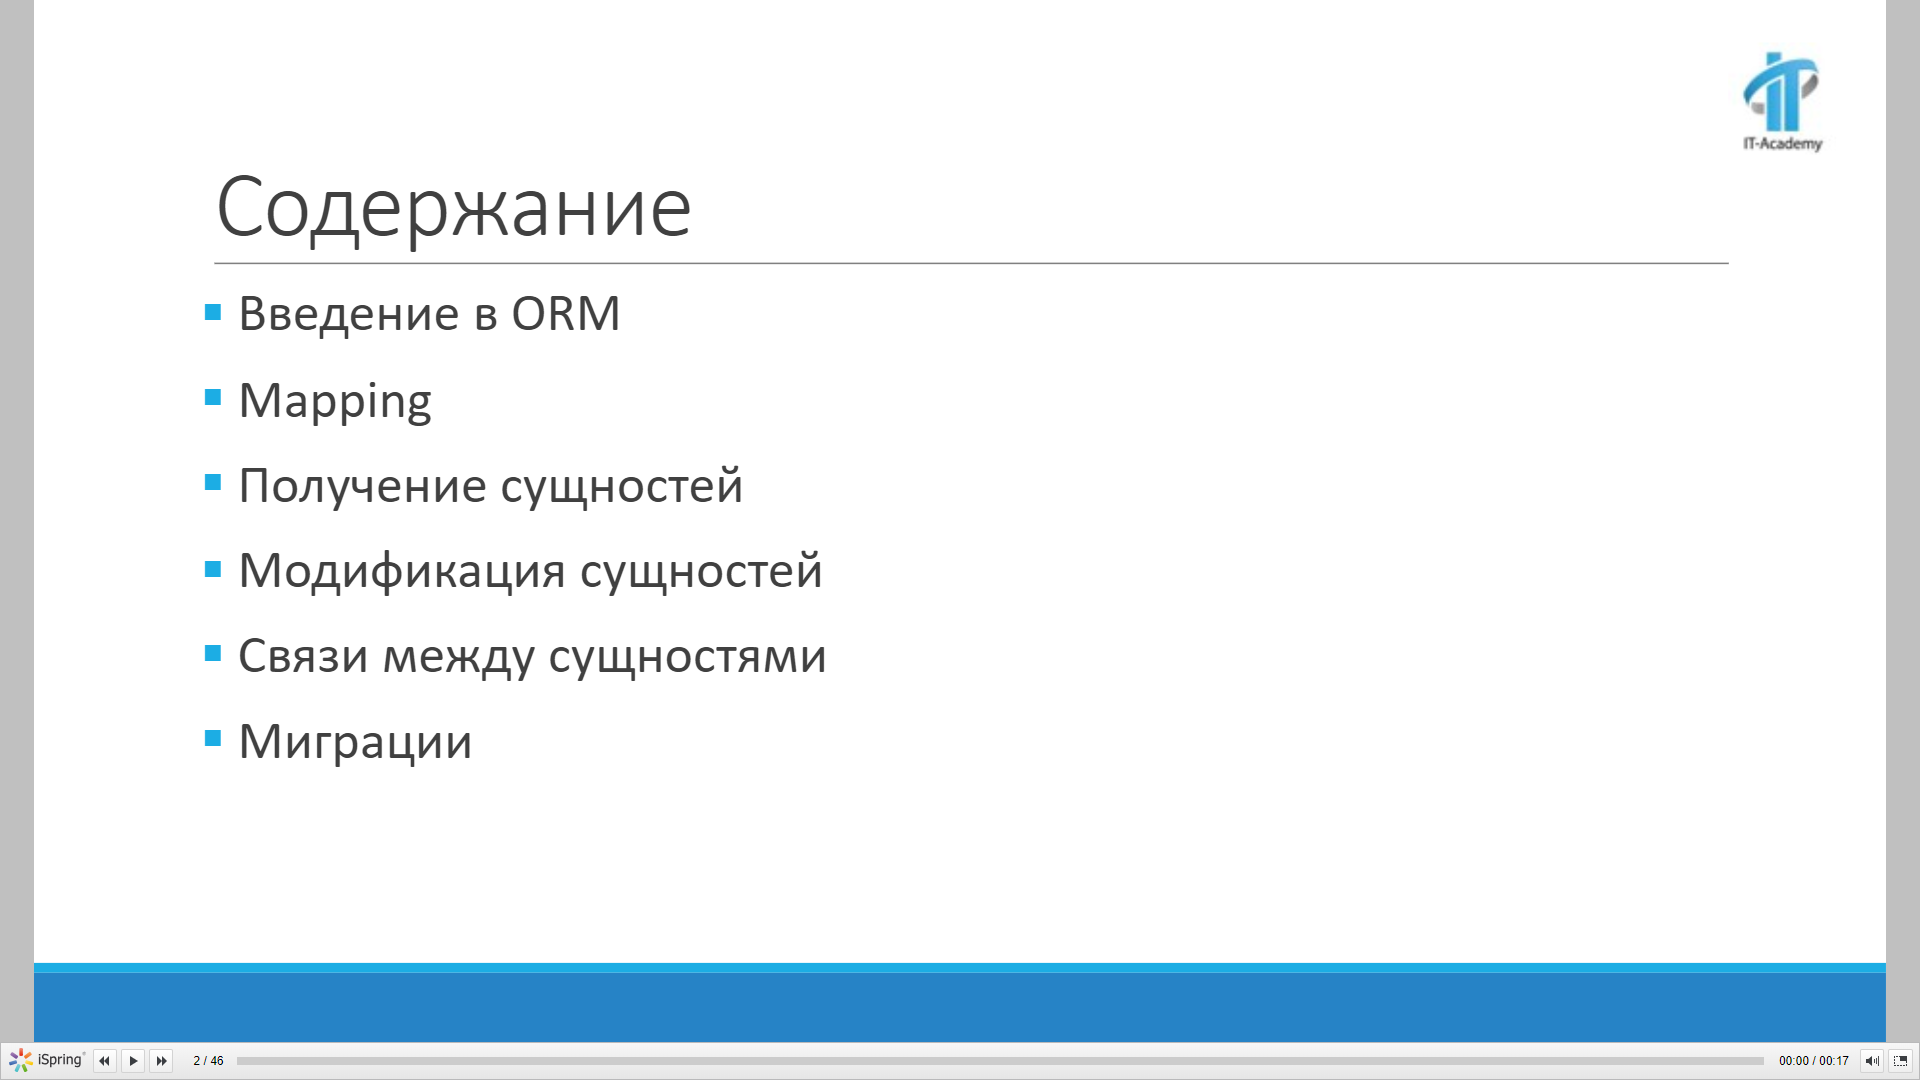 IT-Academy
Содержание
Введение в ORM
Mapping
Получение сущностей
Модификация сущностей
Связи между сущностями
Миграции
iSpring
2 / 46
00:00 / 00:17